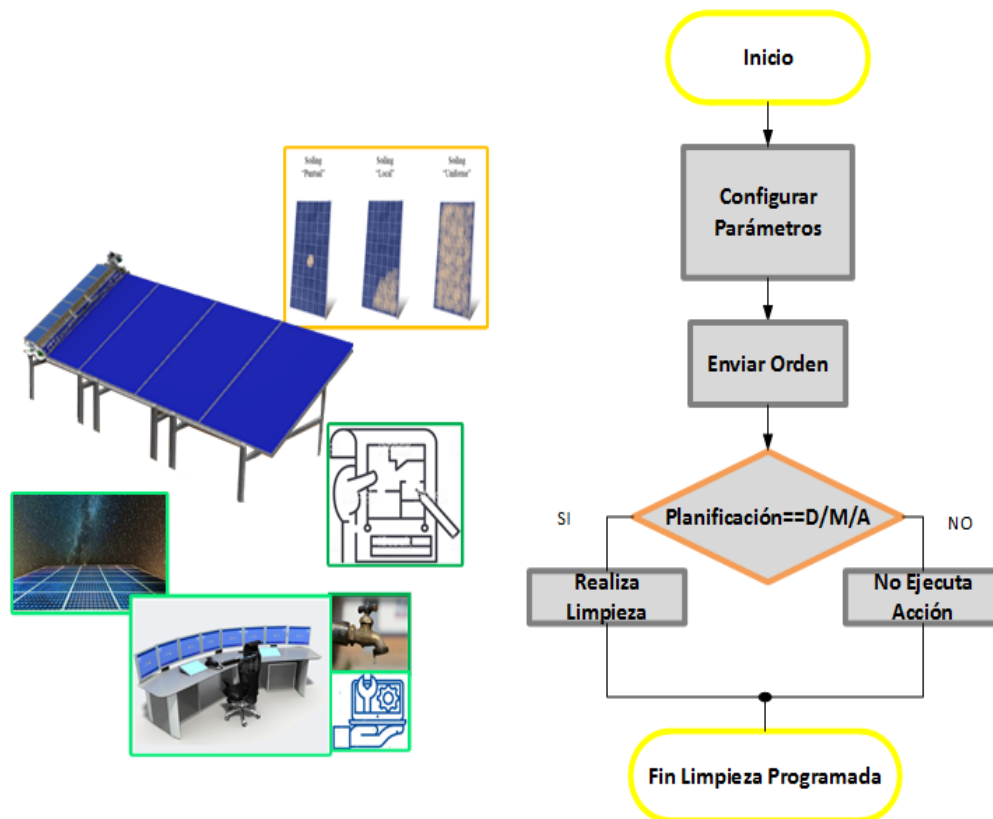 Soiling
"Puntual"
Soiling
"Local"
Soiling
"Uniforme"
Inicio
Configurar
Parámetros
Enviar Orden
Planificación==D/M/A
SI
NO
Realiza
Limpieza
No Ejecuta
Acción
Fin Limpieza Programada